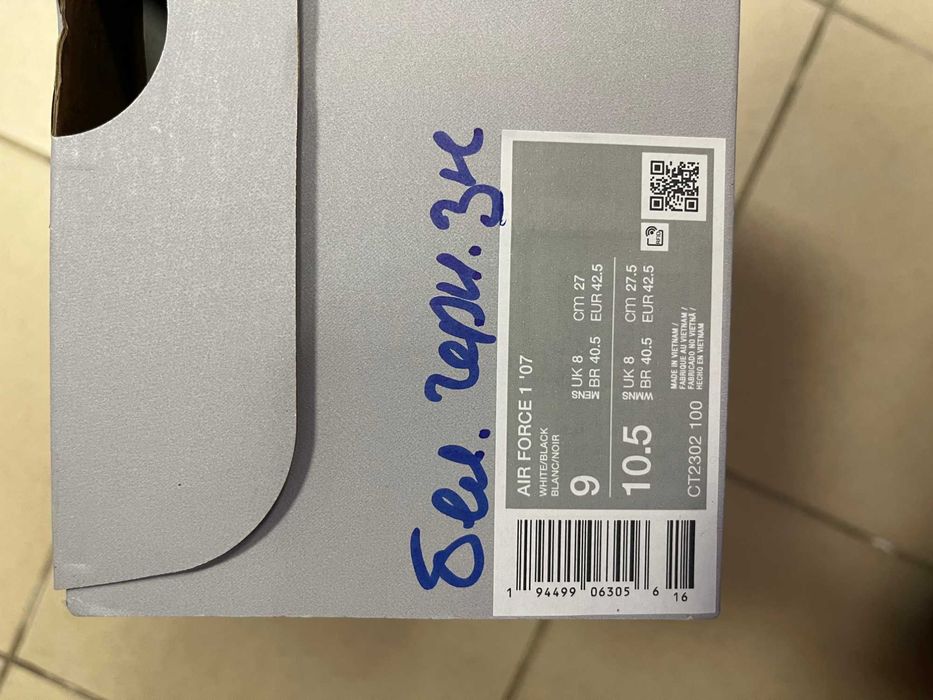 бел. черн. зн
AIR FORCE 1 '07
WHITE/BLACK
BLANC/NOIR
9
MENS UK 8 cm 27
BR 40.5 EUR 42.5
10.5
WMNS UK 8 cm 27.5
BR 40.5 EUR 42.5
CT2302 100
MADE IN VIETNAM /
FABRIQUE AU VIETNAM /
FABRICADO NO VIETNÃ /
HECHO EN VIETNAM
1 94499 06305 6 16